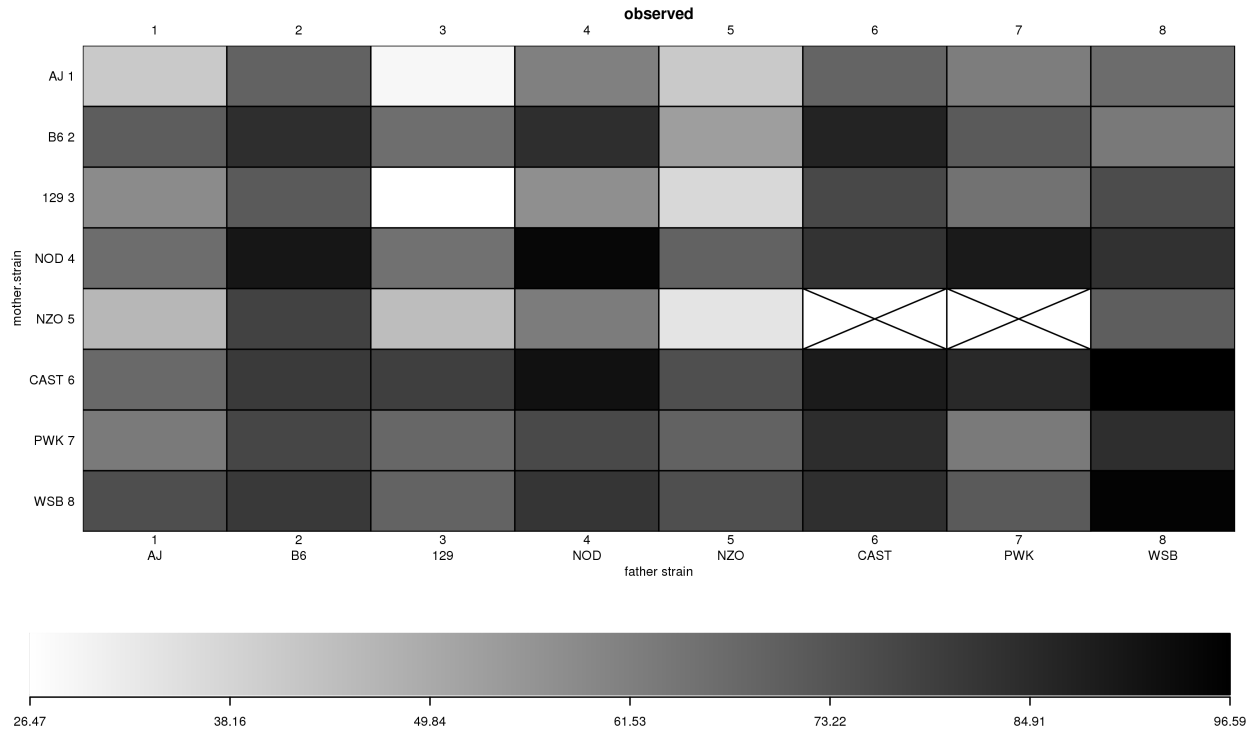 observed
1 2 3 4 5 6 7 8
AJ 1
B6 2
129 3
NOD 4
NZO 5
CAST 6
PWK 7
WSB 8
mother.strain
1 2 3 4 5 6 7 8
AJ B6 129 NOD NZO CAST PWK WSB
father strain
26.47 38.16 49.84 61.53 73.22 84.91 96.59